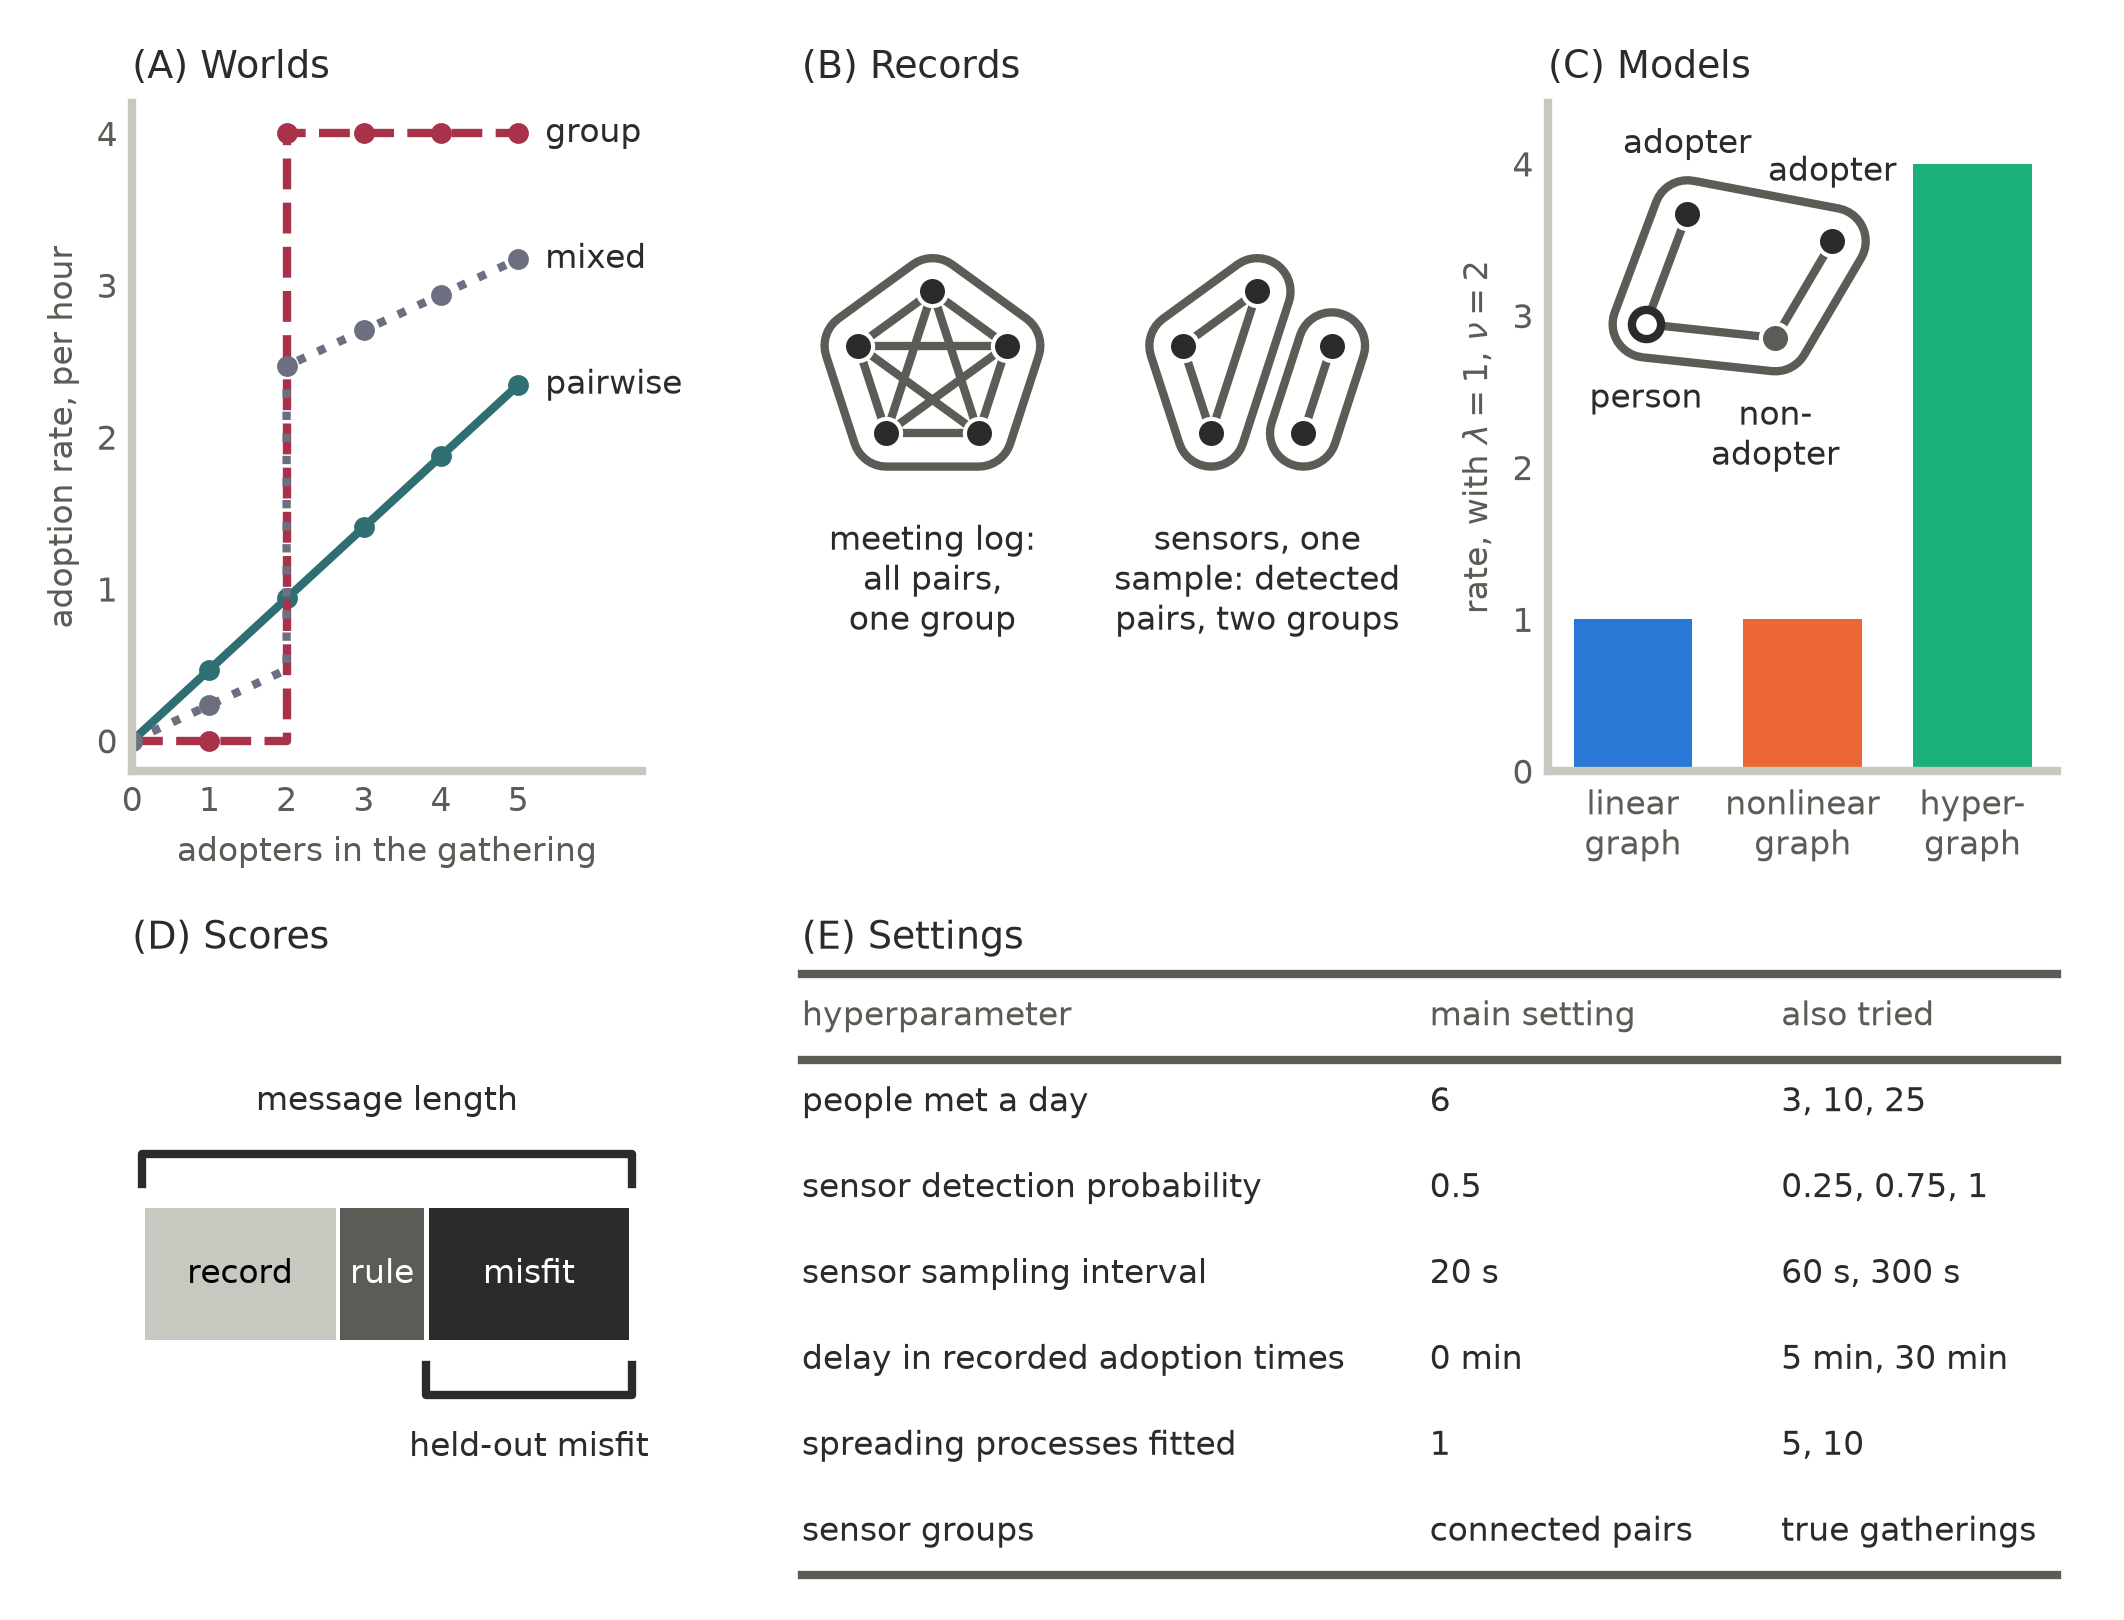 (A) Worlds
4
3
2
1
0
adoption rate, per hour
group
mixed
pairwise
0 1 2 3 4 5
adopters in the gathering
(B) Records
meeting log:
all pairs,
one group
sensors, one
sample: detected
pairs, two groups
(C) Models
4
3
2
1
0
rate, with λ = 1, ν = 2
adopter
adopter
person
non-
adopter
linear
graph
nonlinear
graph
hyper-
graph
(D) Scores
message length
record rule misfit
held-out misfit
(E) Settings
hyperparameter main setting also tried
people met a day 6 3, 10, 25
sensor detection probability 0.5 0.25, 0.75, 1
sensor sampling interval 20 s 60 s, 300 s
delay in recorded adoption times 0 min 5 min, 30 min
spreading processes fitted 1 5, 10
sensor groups connected pairs true gatherings